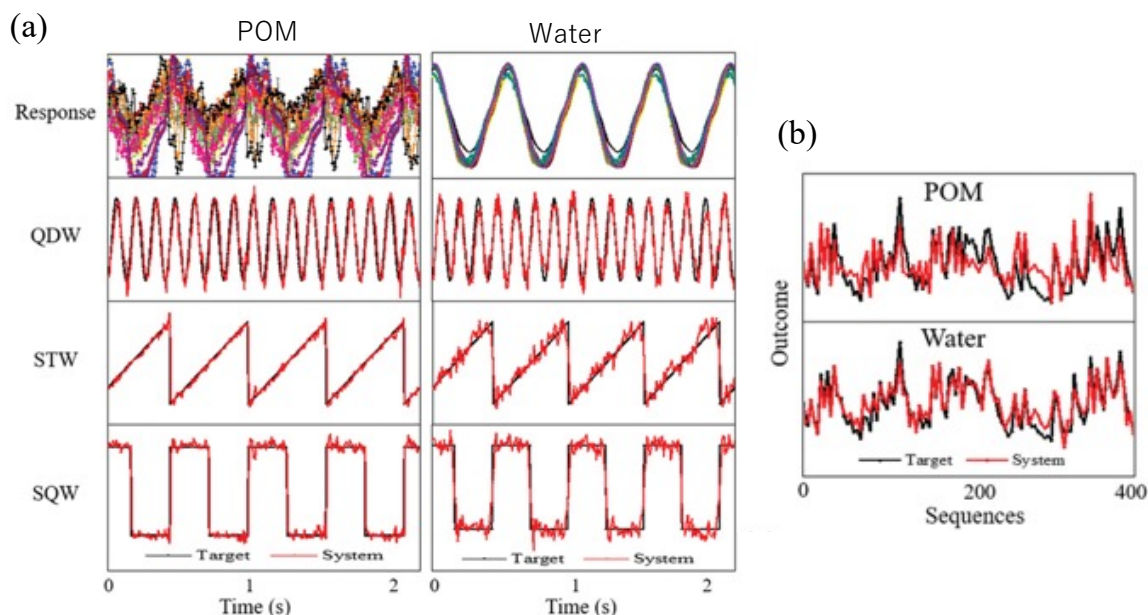 (a)
POM
Water
Response
QDW
STW
SQW
Target
System
Target
System
0
1
2
0
1
2
Time (s)
Time (s)
(b)
POM
Water
Outcome
Target
System
0
200
400
Sequences